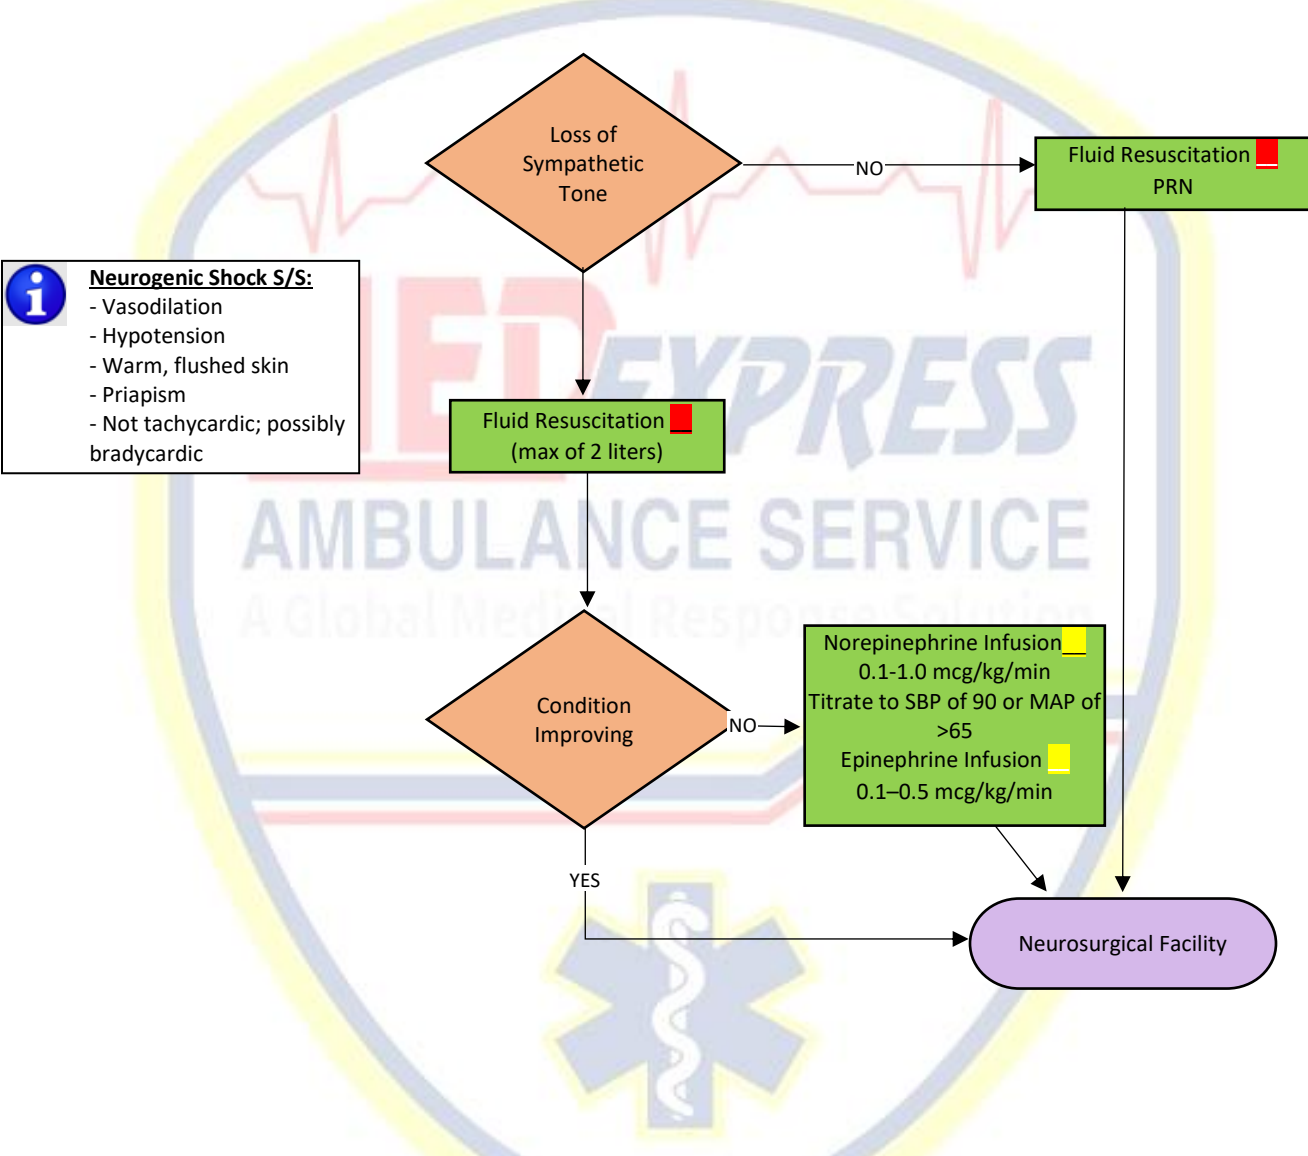 Loss of
Sympathetic
Tone
NO
Fluid Resuscitation
PRN
Neurogenic Shock S/S:
- Vasodilation
- Hypotension
- Warm, flushed skin
- Priapism
- Not tachycardic; possibly
bradycardic
Fluid Resuscitation
(max of 2 liters)
MED EXPRESS
AMBULANCE SERVICE
A Global Medical Response Solution
Condition
Improving
NO
Norepinephrine Infusion
0.1-1.0 mcg/kg/min
Titrate to SBP of 90 or MAP of
>65
Epinephrine Infusion
0.1–0.5 mcg/kg/min
YES
Neurosurgical Facility